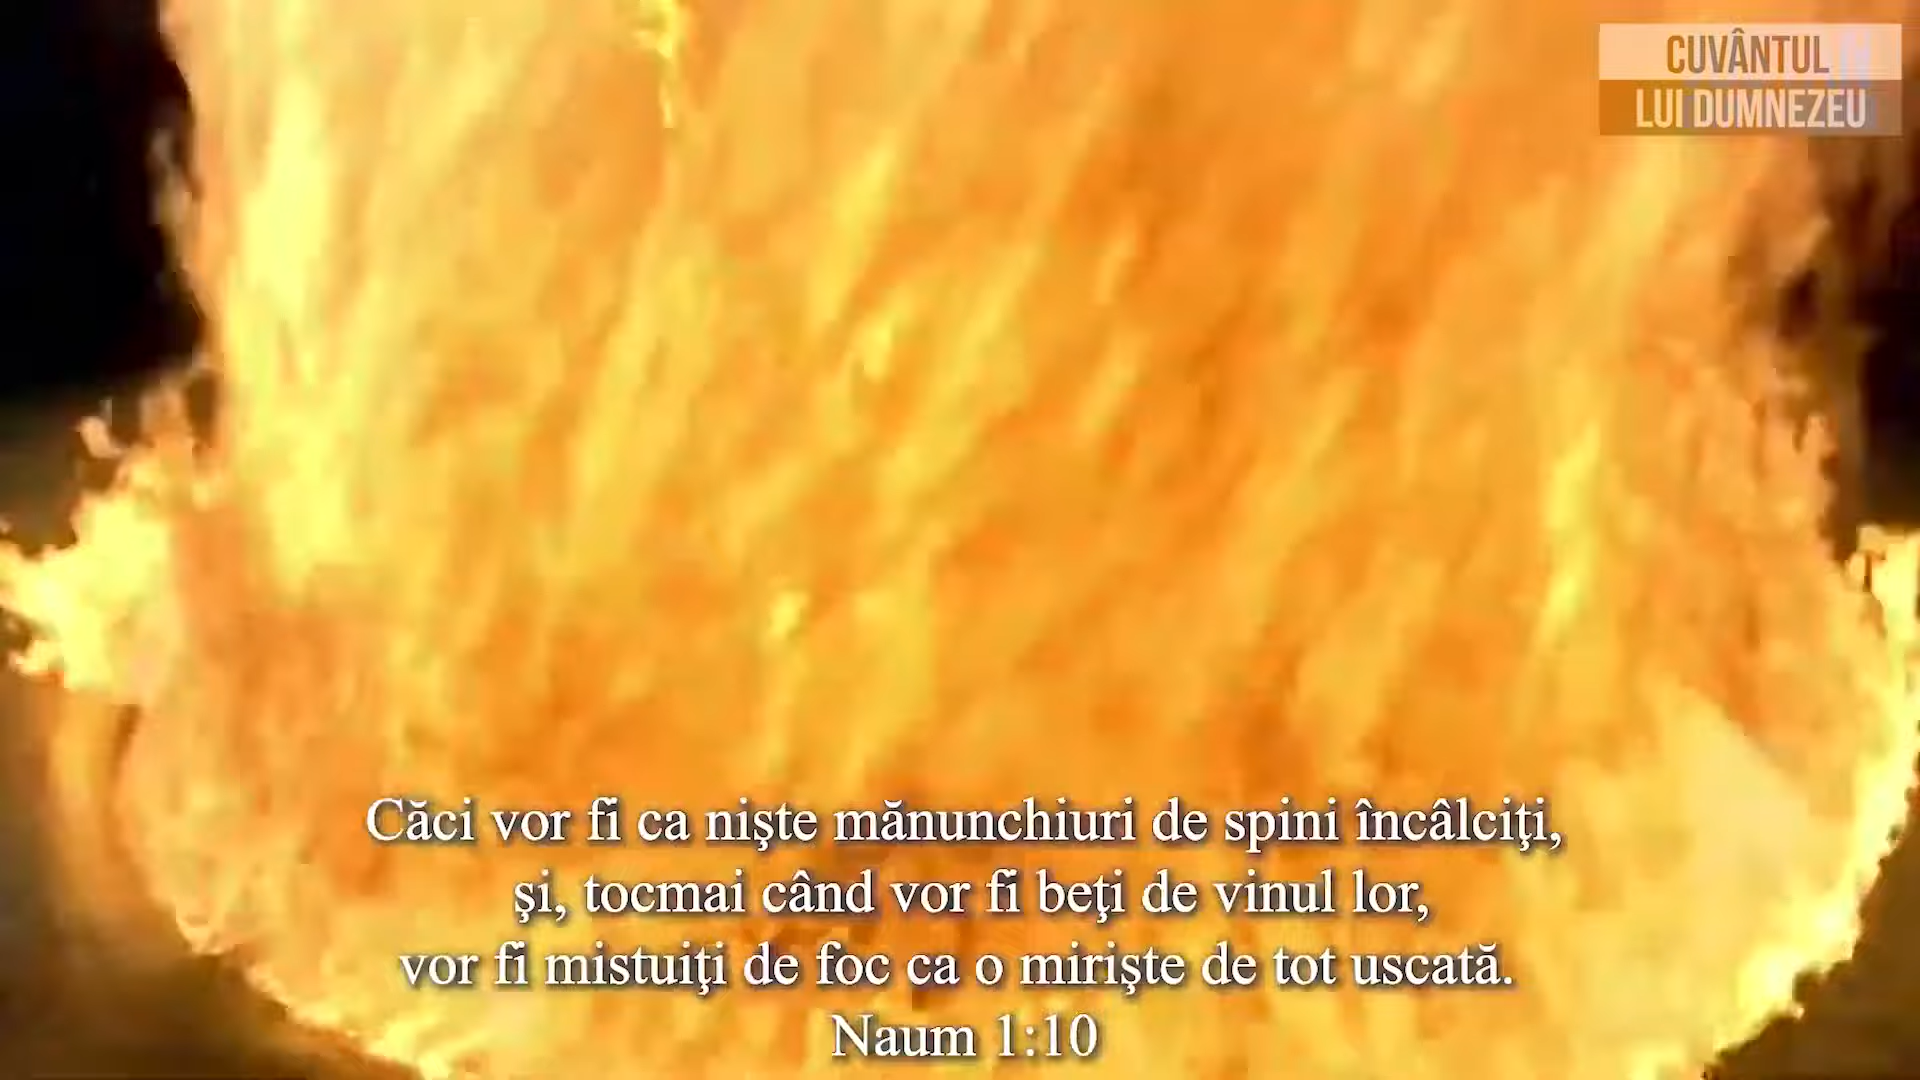 CUVÂNTUL
LUI DUMNEZEU
Căci vor fi ca nişte mănunchiuri de spini încâlciţi,
şi, tocmai când vor fi beţi de vinul lor,
vor fi mistuiţi de foc ca o mirişte de tot uscată.
Naum 1:10